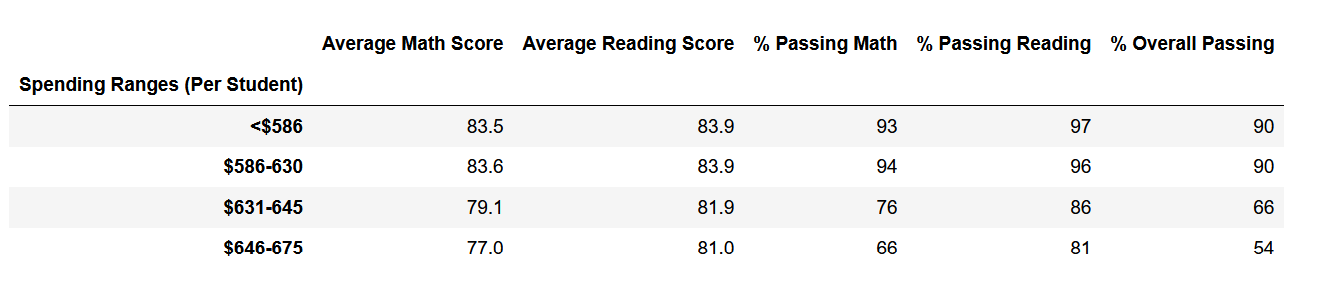 Average Math Score Average Reading Score % Passing Math % Passing Reading % Overall Passing
Spending Ranges (Per Student)
<$586 83.5 83.9 93 97 90
$586-630 83.6 83.9 94 96 90
$631-645 79.1 81.9 76 86 66
$646-675 77.0 81.0 66 81 54